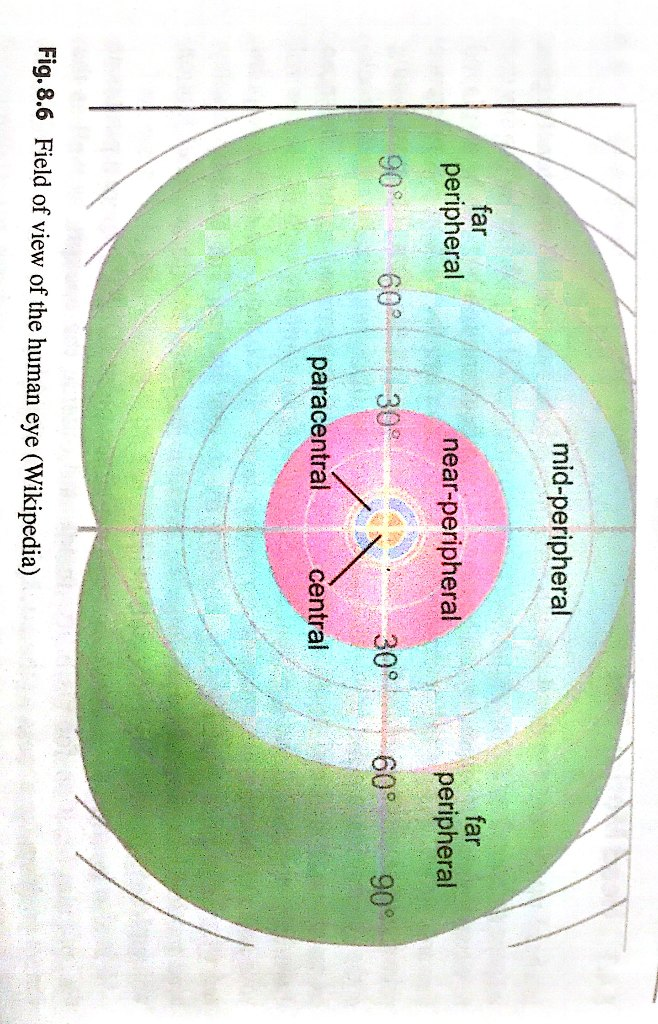 mid-peripheral
far
peripheral
near-peripheral
far
peripheral
90°
60°
30°
30°
60°
90°
paracentral
central
Fig. 8.6 Field of view of the human eye (Wikipedia)